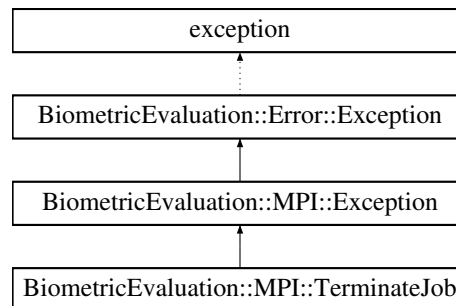 exception
BiometricEvaluation::Error::Exception
BiometricEvaluation::MPI::Exception
BiometricEvaluation::MPI::TerminateJob